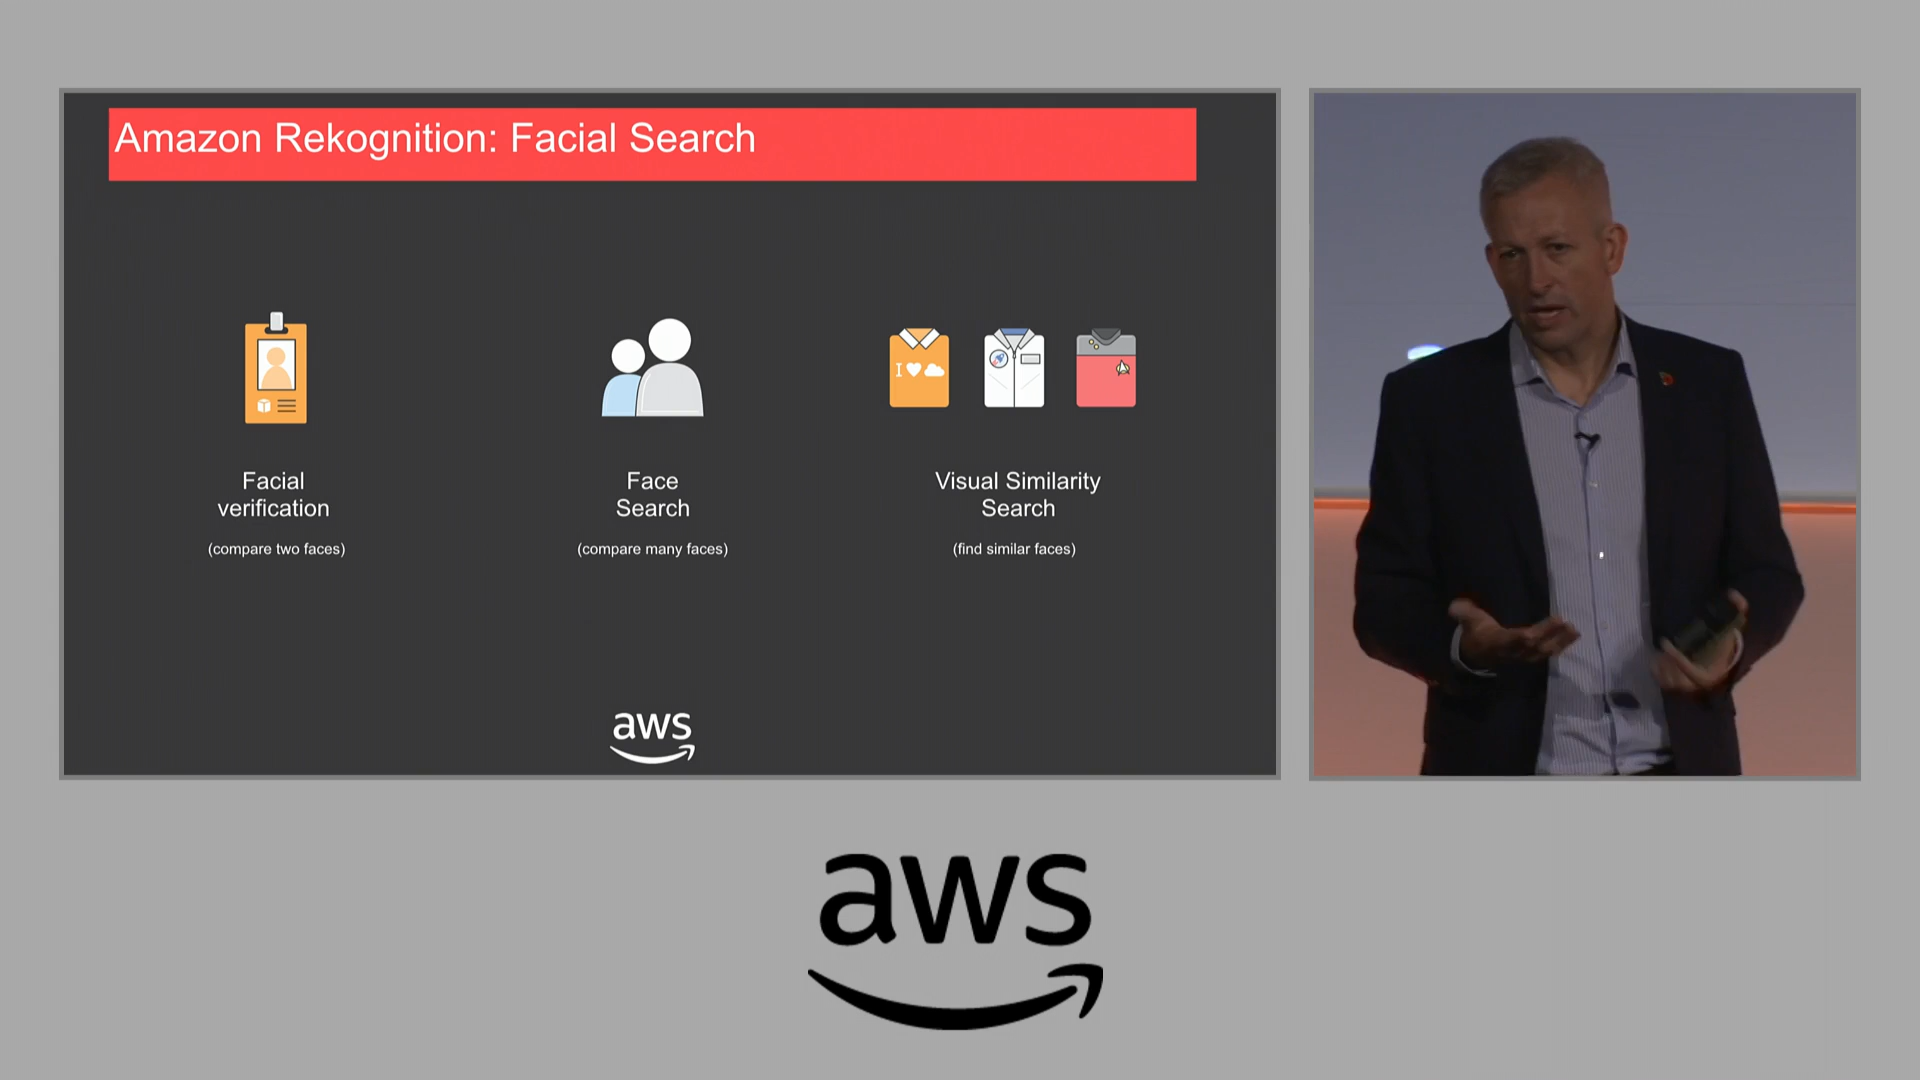 Amazon Rekognition: Facial Search
I
Facial
verification
(compare two faces)
Face
Search
(compare many faces)
Visual Similarity
Search
(find similar faces)
aws
aws